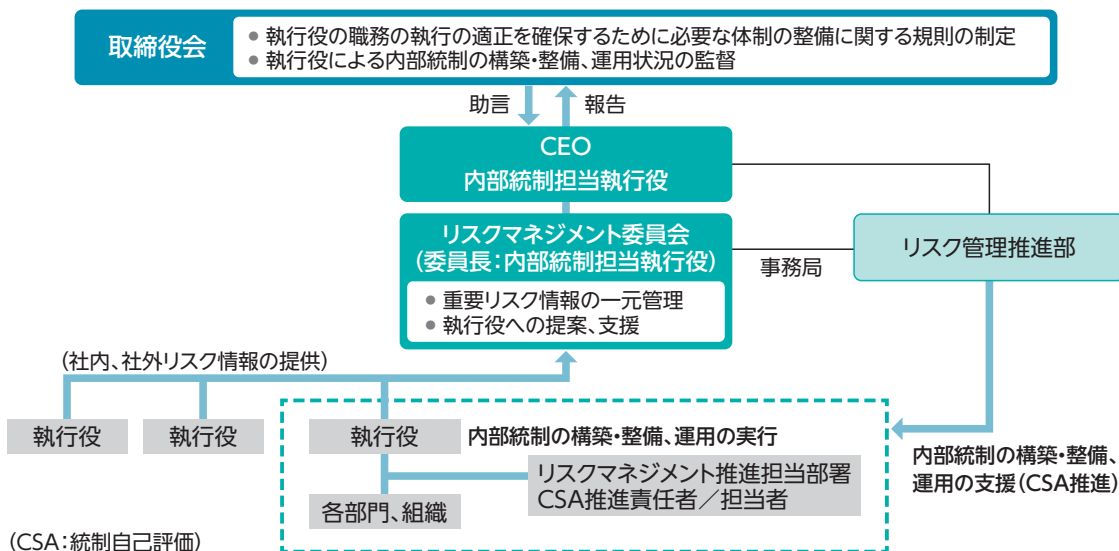 取締役会
● 執行役の職務の執行の適正を確保するために必要な体制の整備に関する規則の制定
● 執行役による内部統制の構築・整備、運用状況の監督
助言
報告
CEO
内部統制担当執行役
リスクマネジメント委員会
(委員長：内部統制担当執行役)
● 重要リスク情報の一元管理
● 執行役への提案、支援
事務局
リスク管理推進部
(社内、社外リスク情報の提供)
執行役
執行役
執行役
内部統制の構築・整備、運用の実行
リスクマネジメント推進担当部署
CSA推進責任者／担当者
各部門、組織
内部統制の構築・整備、
運用の支援(CSA推進)
(CSA：統制自己評価)